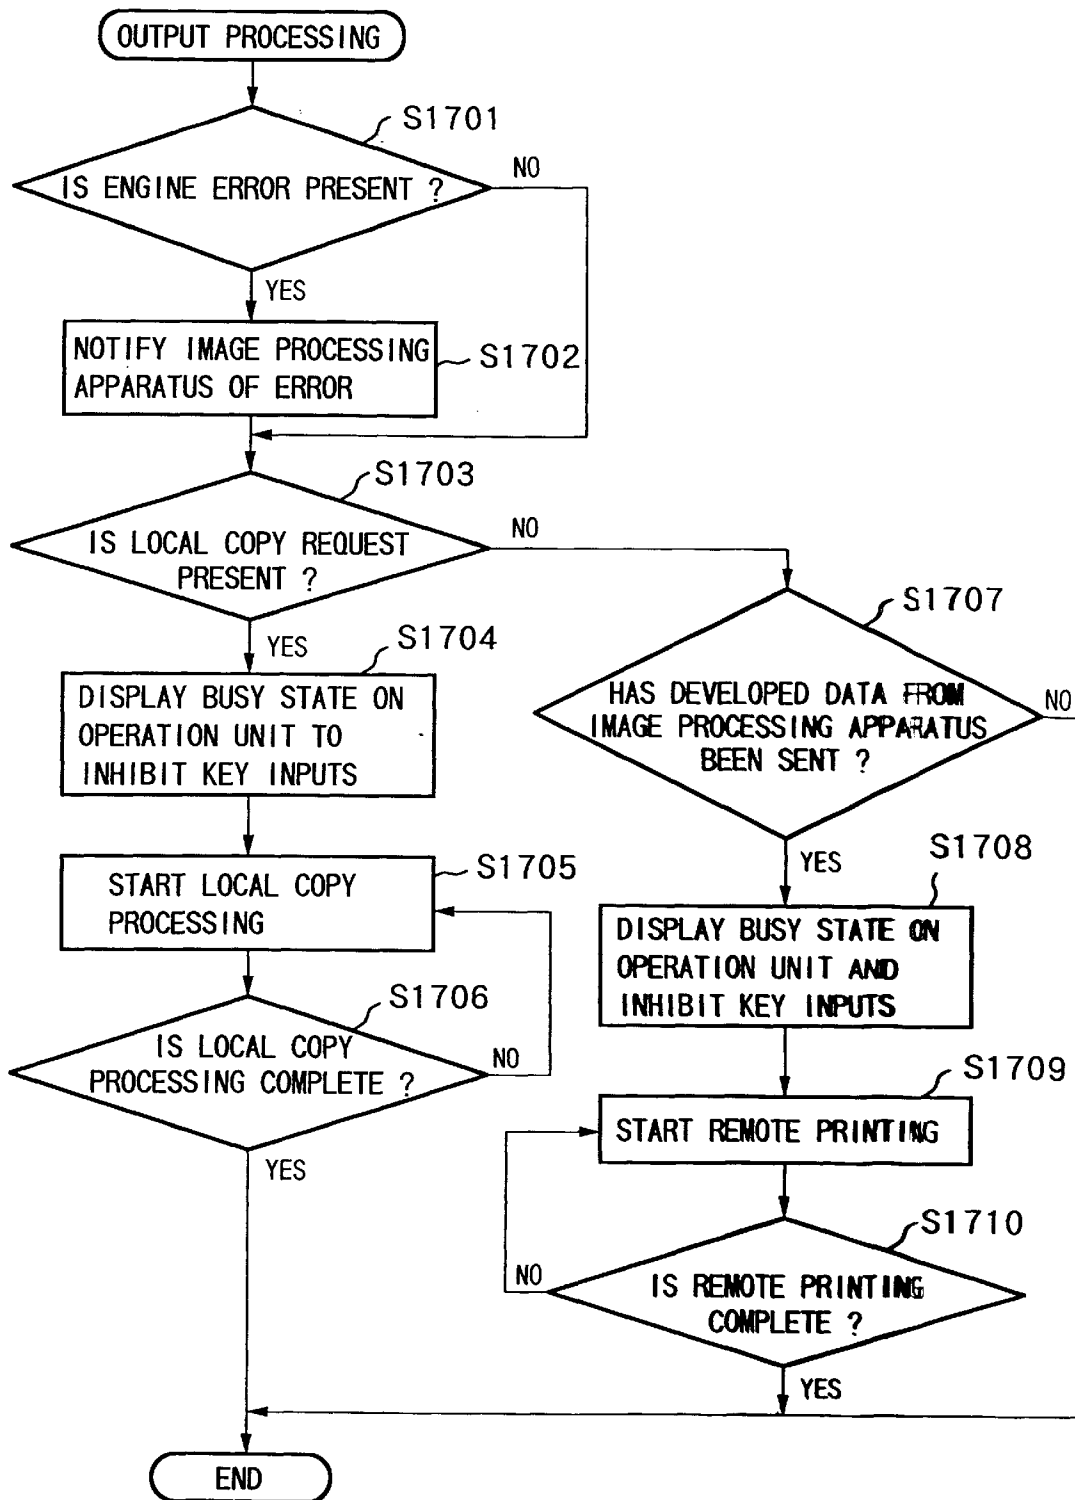 OUTPUT PROCESSING
S1701
IS ENGINE ERROR PRESENT ?
NO
YES
NOTIFY IMAGE PROCESSING
APPARATUS OF ERROR
S1702
S1703
IS LOCAL COPY REQUEST
PRESENT ?
NO
YES
S1704
DISPLAY BUSY STATE ON
OPERATION UNIT TO
INHIBIT KEY INPUTS
START LOCAL COPY
PROCESSING
S1705
S1706
IS LOCAL COPY
PROCESSING COMPLETE ?
NO
YES
S1707
HAS DEVELOPED DATA FROM
IMAGE PROCESSING APPARATUS
BEEN SENT ?
NO
YES
S1708
DISPLAY BUSY STATE ON
OPERATION UNIT AND
INHIBIT KEY INPUTS
S1709
START REMOTE PRINTING
S1710
IS REMOTE PRINTING
COMPLETE ?
NO
YES
END